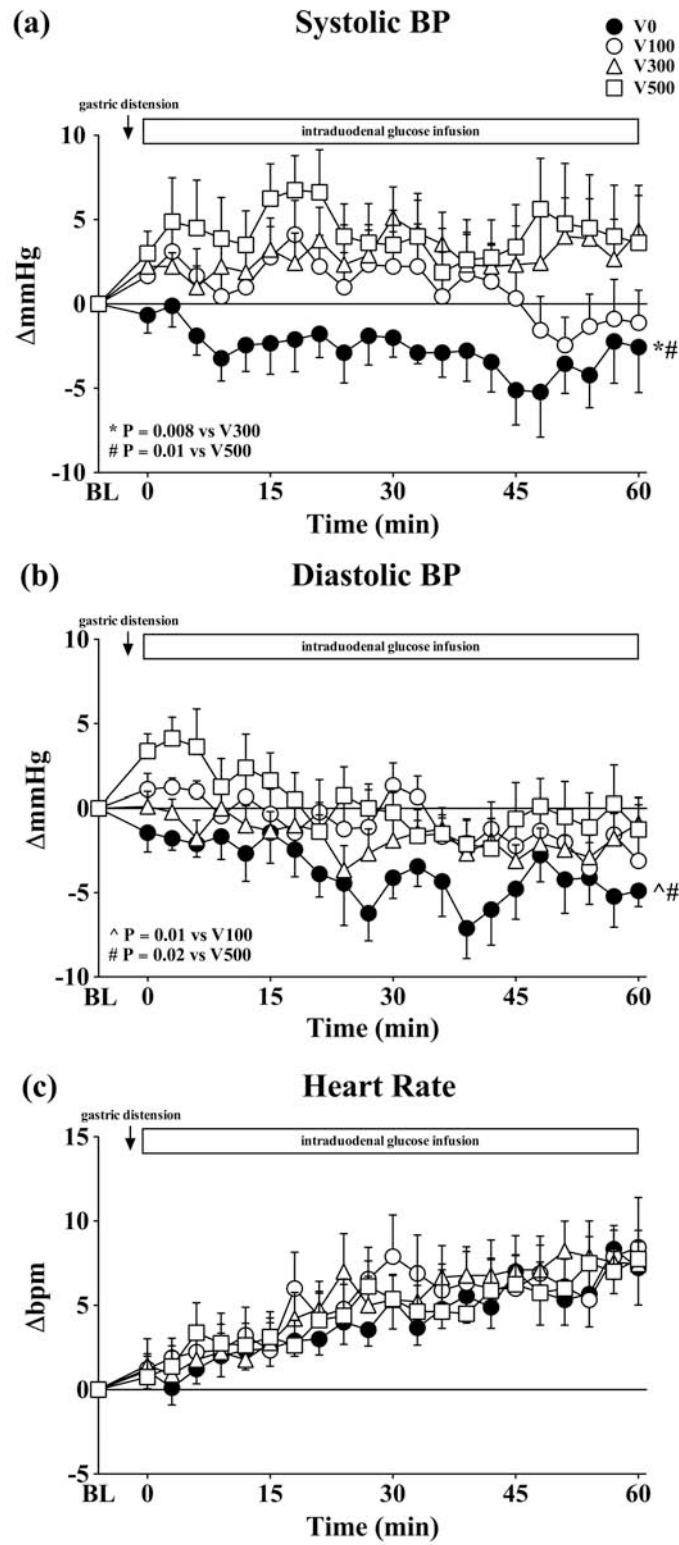 (a) Systolic BP
V0
V100
V300
V500
gastric distension
intraduodenal glucose infusion
10
5
0
-5
-10
ΔmmHg
*#
* P = 0.008 vs V300
# P = 0.01 vs V500
BL 0 15 30 45 60
Time (min)
(b) Diastolic BP
gastric distension
intraduodenal glucose infusion
10
5
0
-5
-10
ΔmmHg
^#
^ P = 0.01 vs V100
# P = 0.02 vs V500
BL 0 15 30 45 60
Time (min)
(c) Heart Rate
gastric distension
intraduodenal glucose infusion
15
10
5
0
-5
Δbpm
BL 0 15 30 45 60
Time (min)